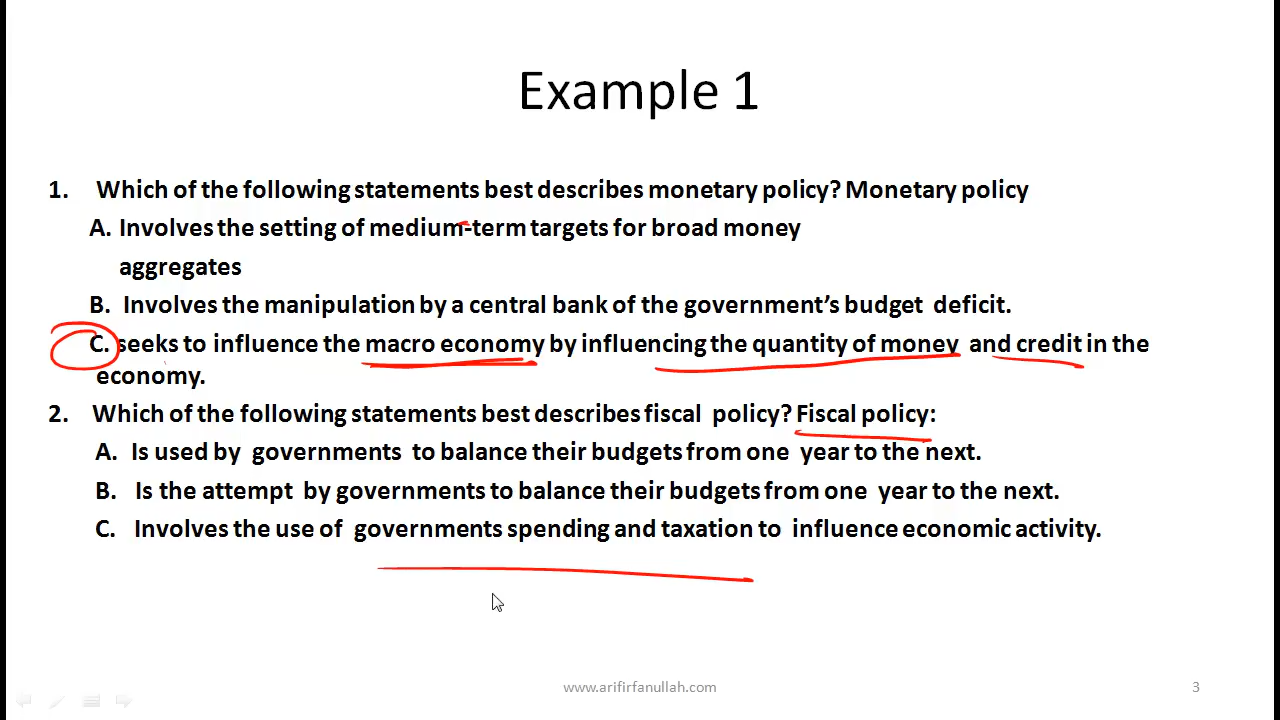 Example 1
1. Which of the following statements best describes monetary policy? Monetary policy
A. Involves the setting of medium-term targets for broad money
aggregates
B. Involves the manipulation by a central bank of the government's budget deficit.
C. seeks to influence the macro economy by influencing the quantity of money and credit in the
economy.
2. Which of the following statements best describes fiscal policy? Fiscal policy:
A. Is used by governments to balance their budgets from one year to the next.
B. Is the attempt by governments to balance their budgets from one year to the next.
C. Involves the use of governments spending and taxation to influence economic activity.
www.arifirfanullah.com
3